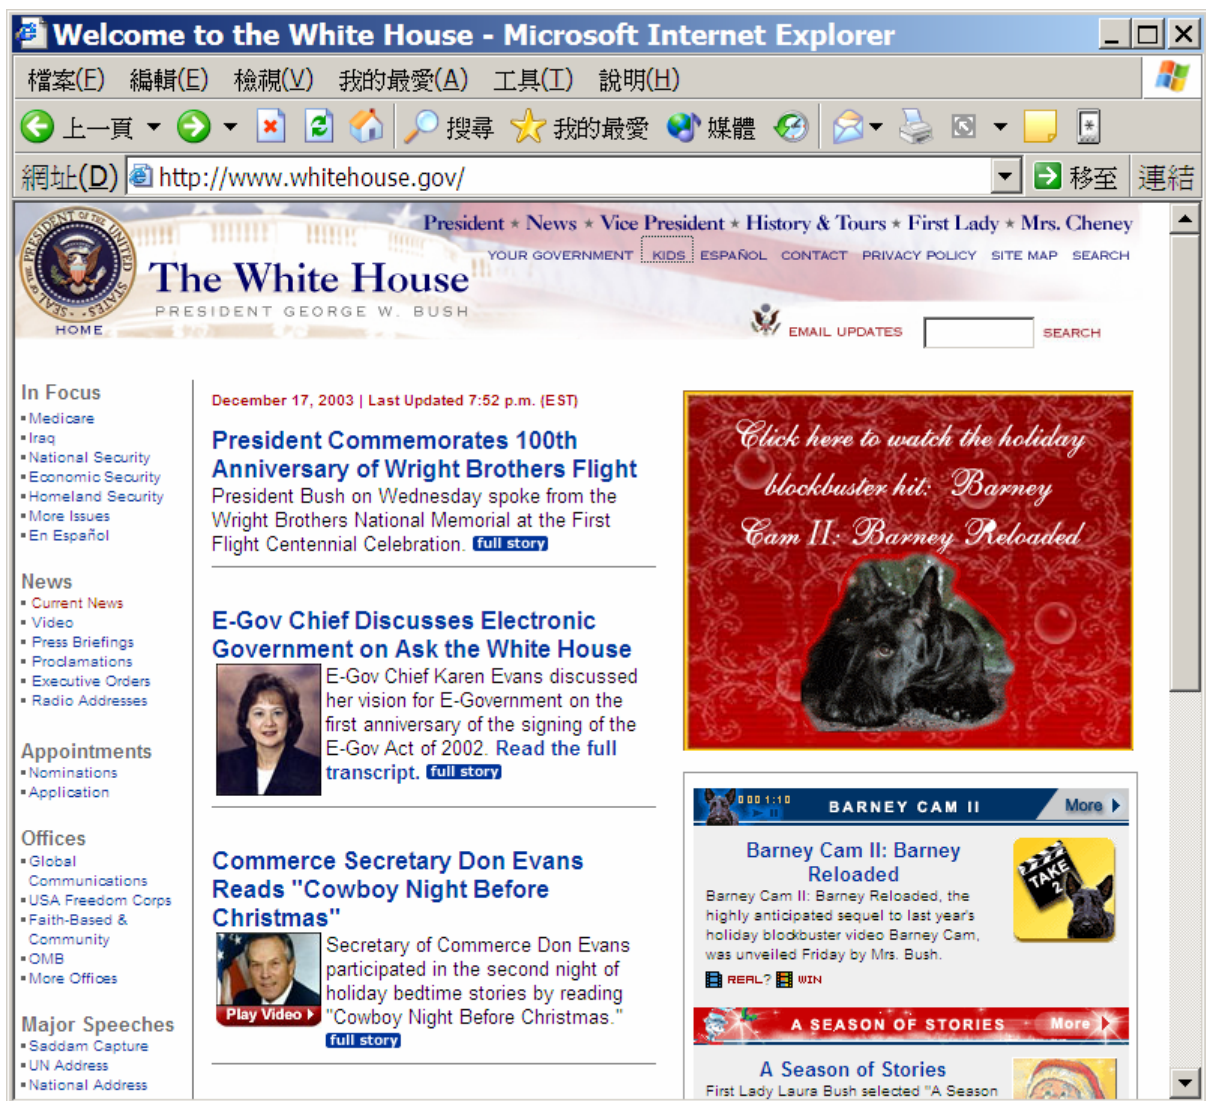 Welcome to the White House - Microsoft Internet Explorer
檔案(F) 編輯(E) 檢視(V) 我的最愛(A) 工具(T) 說明(H)
上一頁 搜尋 我的最愛 媒體
網址(D) http://www.whitehouse.gov/ 移至 連結
President ★ News ★ Vice President ★ History & Tours ★ First Lady ★ Mrs. Cheney
YOUR GOVERNMENT KIDS ESPAÑOL CONTACT PRIVACY POLICY SITE MAP SEARCH
The White House
PRESIDENT GEORGE W. BUSH
HOME
EMAIL UPDATES SEARCH
In Focus
Medicare
Iraq
National Security
Economic Security
Homeland Security
More Issues
En Español
News
Current News
Video
Press Briefings
Proclamations
Executive Orders
Radio Addresses
Appointments
Nominations
Application
Offices
Global
Communications
USA Freedom Corps
Faith-Based &
Community
OMB
More Offices
Major Speeches
Saddam Capture
UN Address
National Address
December 17, 2003 | Last Updated 7:52 p.m. (EST)
President Commemorates 100th
Anniversary of Wright Brothers Flight
President Bush on Wednesday spoke from the
Wright Brothers National Memorial at the First
Flight Centennial Celebration. full story
E-Gov Chief Discusses Electronic
Government on Ask the White House
E-Gov Chief Karen Evans discussed
her vision for E-Government on the
first anniversary of the signing of the
E-Gov Act of 2002. Read the full
transcript. full story
Commerce Secretary Don Evans
Reads "Cowboy Night Before
Christmas"
Secretary of Commerce Don Evans
participated in the second night of
holiday bedtime stories by reading
"Cowboy Night Before Christmas."
full story
Play Video
Click here to watch the holiday
blockbuster hit: Barney
Cam II: Barney Reloaded
000 1:10 BARNEY CAM II More
Barney Cam II: Barney
Reloaded
Barney Cam II: Barney Reloaded, the
highly anticipated sequel to last year's
holiday blockbuster video Barney Cam,
was unveiled Friday by Mrs. Bush.
REAL? WIN
TAKE
2
A SEASON OF STORIES More
A Season of Stories
First Lady Laura Bush selected "A Season